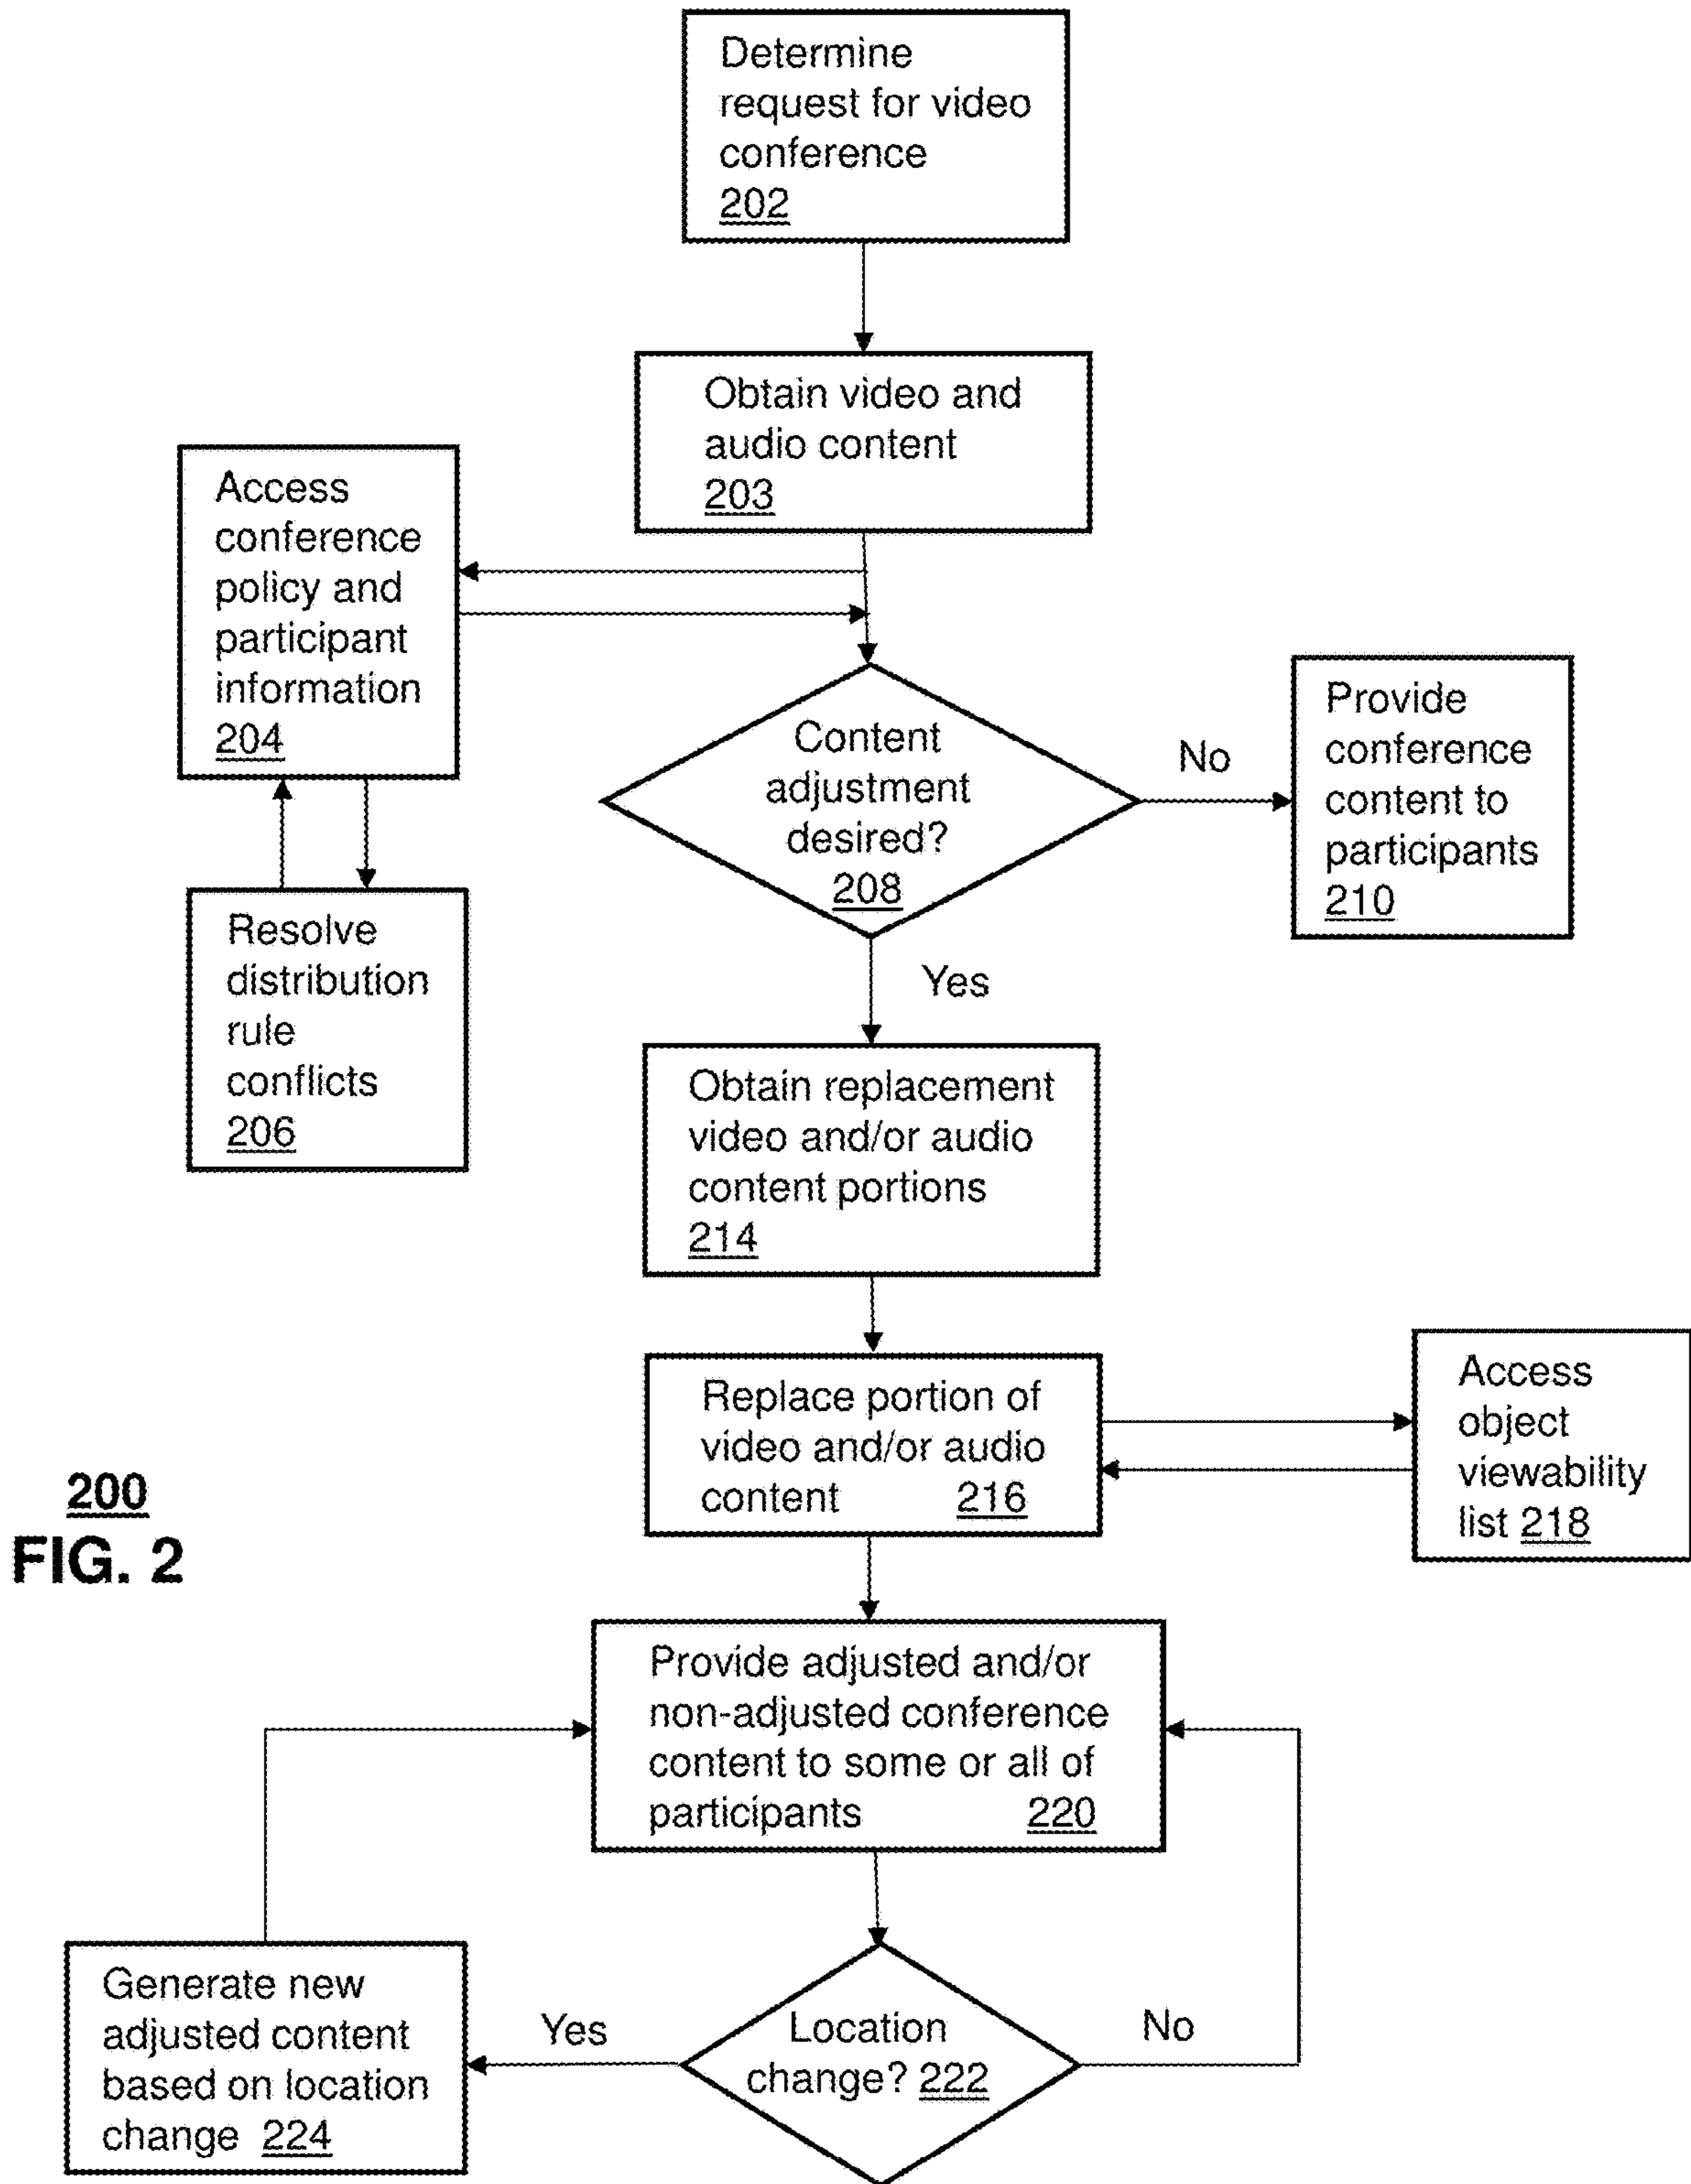 Determine
request for video
conference
202
Obtain video and
audio content
203
Access
conference
policy and
participant
information
204
Resolve
distribution
rule
conflicts
206
Content
adjustment
desired?
208
No
Provide
conference
content to
participants
210
Yes
Obtain replacement
video and/or audio
content portions
214
Replace portion of
video and/or audio
content 216
Access
object
viewability
list 218
200
FIG. 2
Provide adjusted and/or
non-adjusted conference
content to some or all of
participants 220
Location
change? 222
Yes
No
Generate new
adjusted content
based on location
change 224